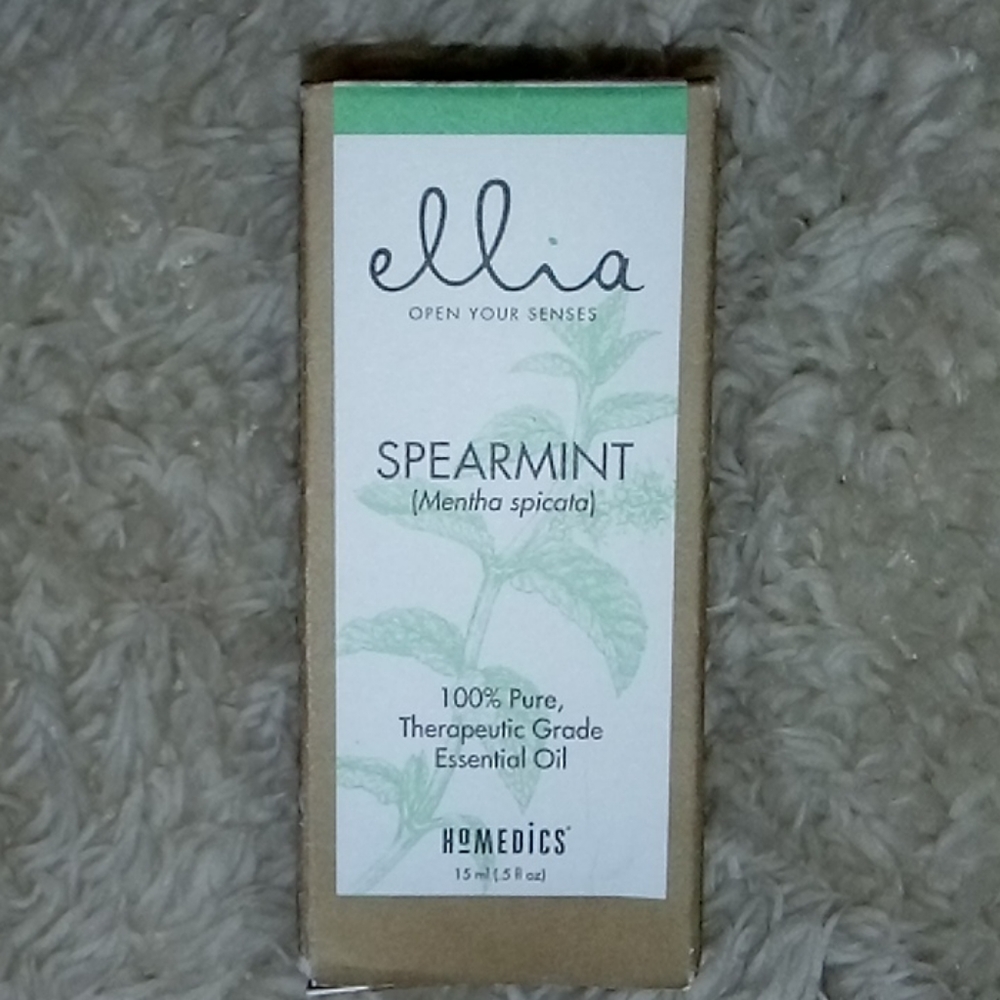 ellia
OPEN YOUR SENSES
SPEARMINT
(Mentha spicata)
100% Pure,
Therapeutic Grade
Essential Oil
HoMEDiCS®
15 ml (.5 fl oz)